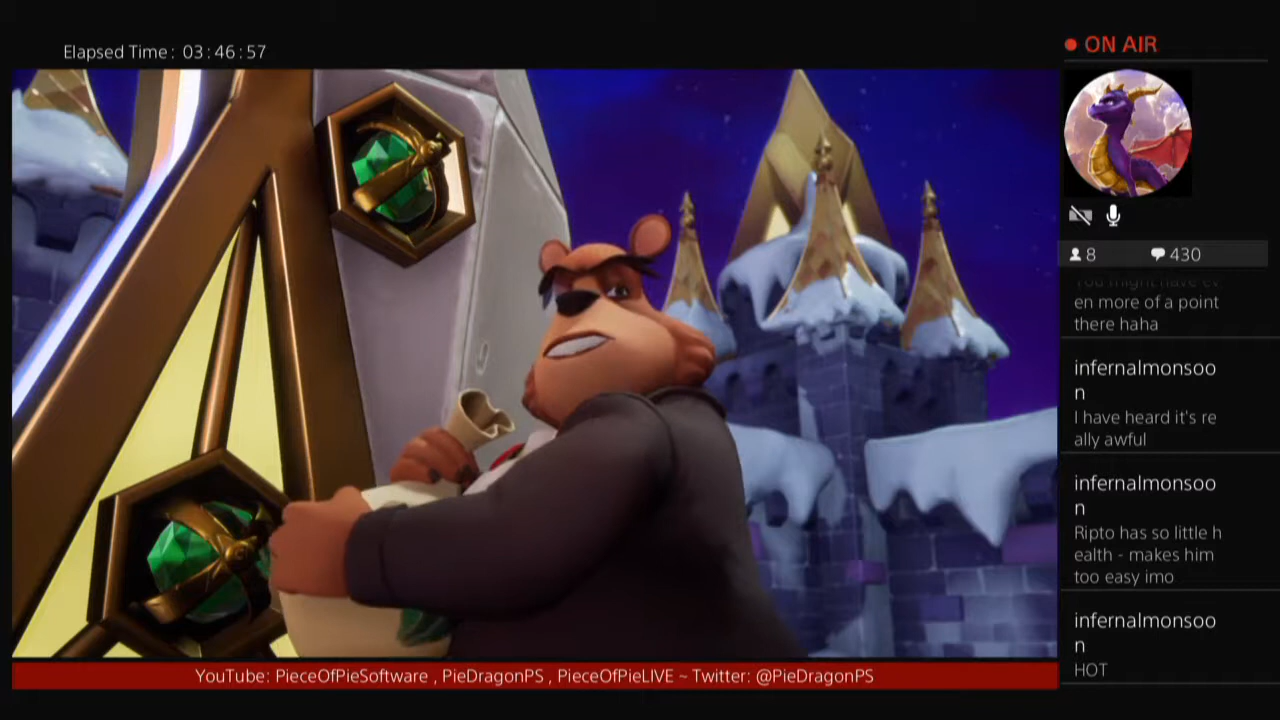 Elapsed Time: 03:46:57
ON AIR
8
430
en more of a point
there haha
infernalmonsoo
n
I have heard it's re
ally awful
infernalmonsoo
n
Ripto has so little h
ealth - makes him
too easy imo
infernalmonsoo
n
HOT
YouTube: PieceOfPieSoftware , PieDragonPS , PieceOfPieLIVE ~ Twitter: @PieDragonPS